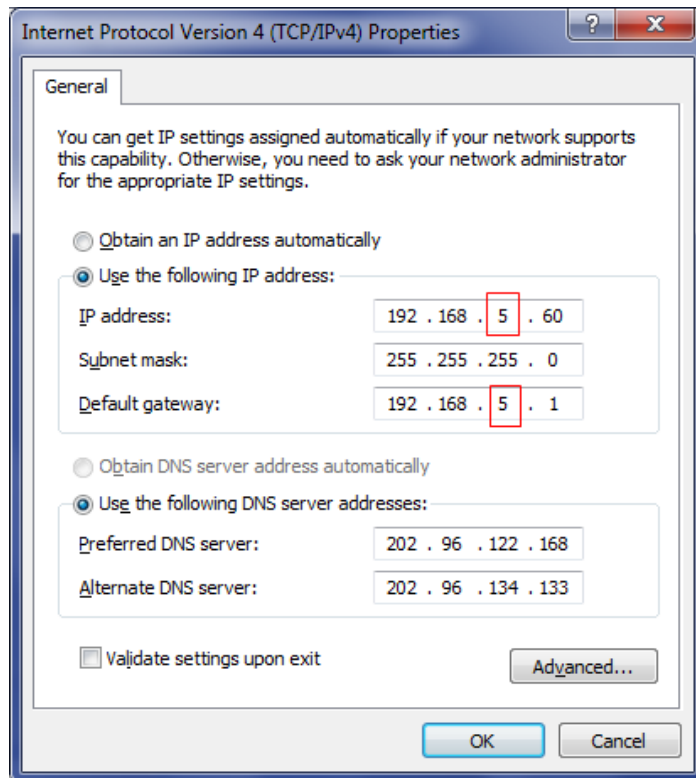 Internet Protocol Version 4 (TCP/IPv4) Properties
?
X
General
You can get IP settings assigned automatically if your network supports
this capability. Otherwise, you need to ask your network administrator
for the appropriate IP settings.
Obtain an IP address automatically
Use the following IP address:
IP address: 192 . 168 . 5 . 60
Subnet mask: 255 . 255 . 255 . 0
Default gateway: 192 . 168 . 5 . 1
Obtain DNS server address automatically
Use the following DNS server addresses:
Preferred DNS server: 202 . 96 . 122 . 168
Alternate DNS server: 202 . 96 . 134 . 133
Validate settings upon exit
Advanced...
OK Cancel